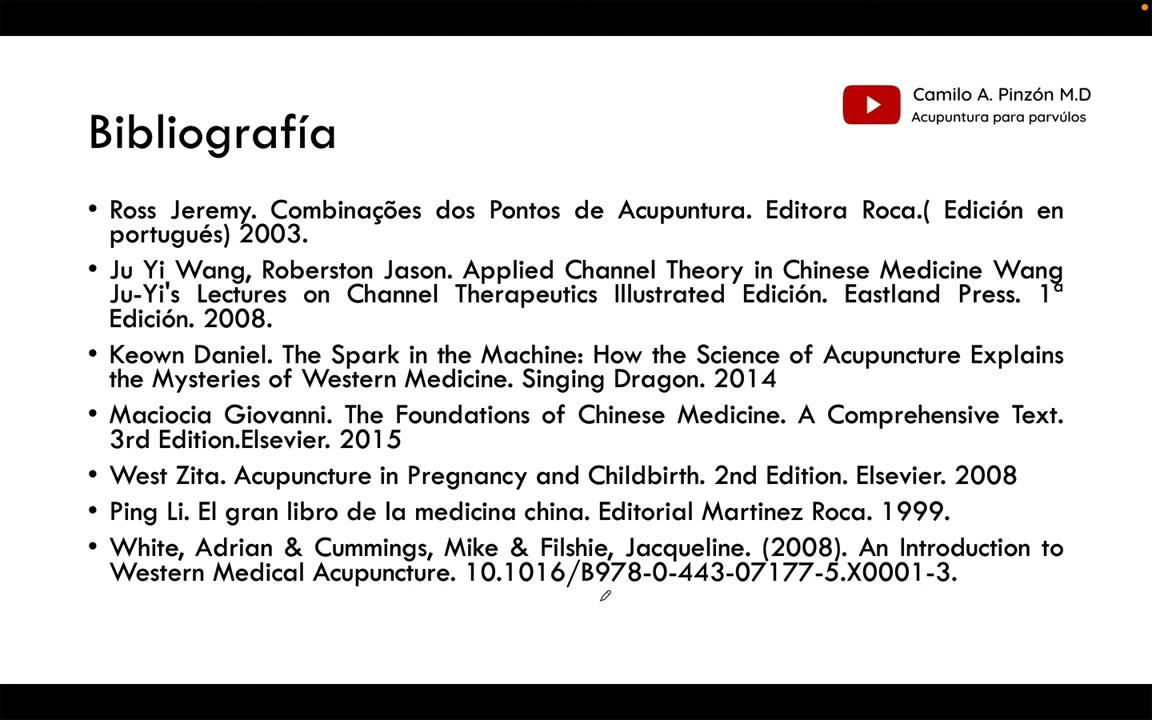 Camilo A. Pinzón M.D
Acupuntura para parvúlos
Bibliografía
• Ross Jeremy. Combinações dos Pontos de Acupuntura. Editora Roca.( Edición en
portugués) 2003.
• Ju Yi Wang, Roberston Jason. Applied Channel Theory in Chinese Medicine Wang
Ju-Yi's Lectures on Channel Therapeutics Illustrated Edición. Eastland Press. 1ª
Edición. 2008.
• Keown Daniel. The Spark in the Machine: How the Science of Acupuncture Explains
the Mysteries of Western Medicine. Singing Dragon. 2014
• Maciocia Giovanni. The Foundations of Chinese Medicine. A Comprehensive Text.
3rd Edition.Elsevier. 2015
• West Zita. Acupuncture in Pregnancy and Childbirth. 2nd Edition. Elsevier. 2008
• Ping Li. El gran libro de la medicina china. Editorial Martinez Roca. 1999.
• White, Adrian & Cummings, Mike & Filshie, Jacqueline. (2008). An Introduction to
Western Medical Acupuncture. 10.1016/B978-0-443-07177-5.X0001-3.